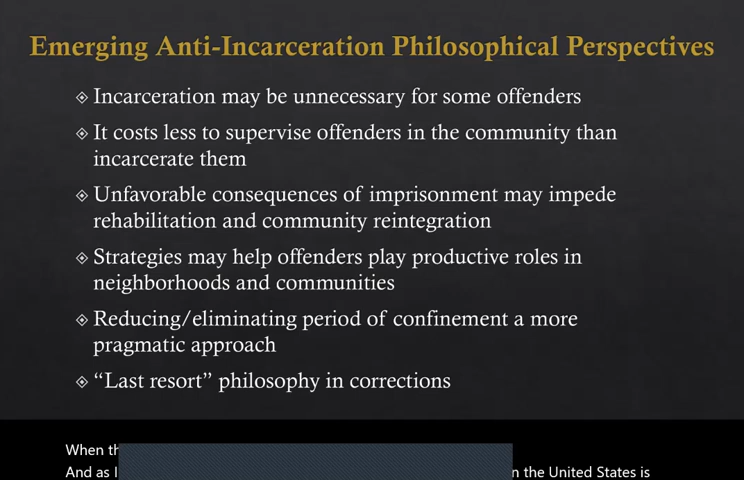 Emerging Anti-Incarceration Philosophical Perspectives
Incarceration may be unnecessary for some offenders
It costs less to supervise offenders in the community than
incarcerate them
Unfavorable consequences of imprisonment may impede
rehabilitation and community reintegration
Strategies may help offenders play productive roles in
neighborhoods and communities
Reducing/eliminating period of confinement a more
pragmatic approach
“Last resort” philosophy in corrections
When
And as I the United States is